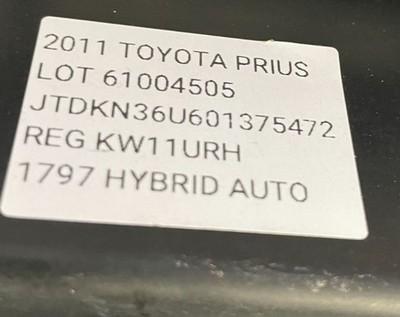 2011 TOYOTA PRIUS
LOT 61004505
JTDKN36U601375472
REG KW11URH
1797 HYBRID AUTO